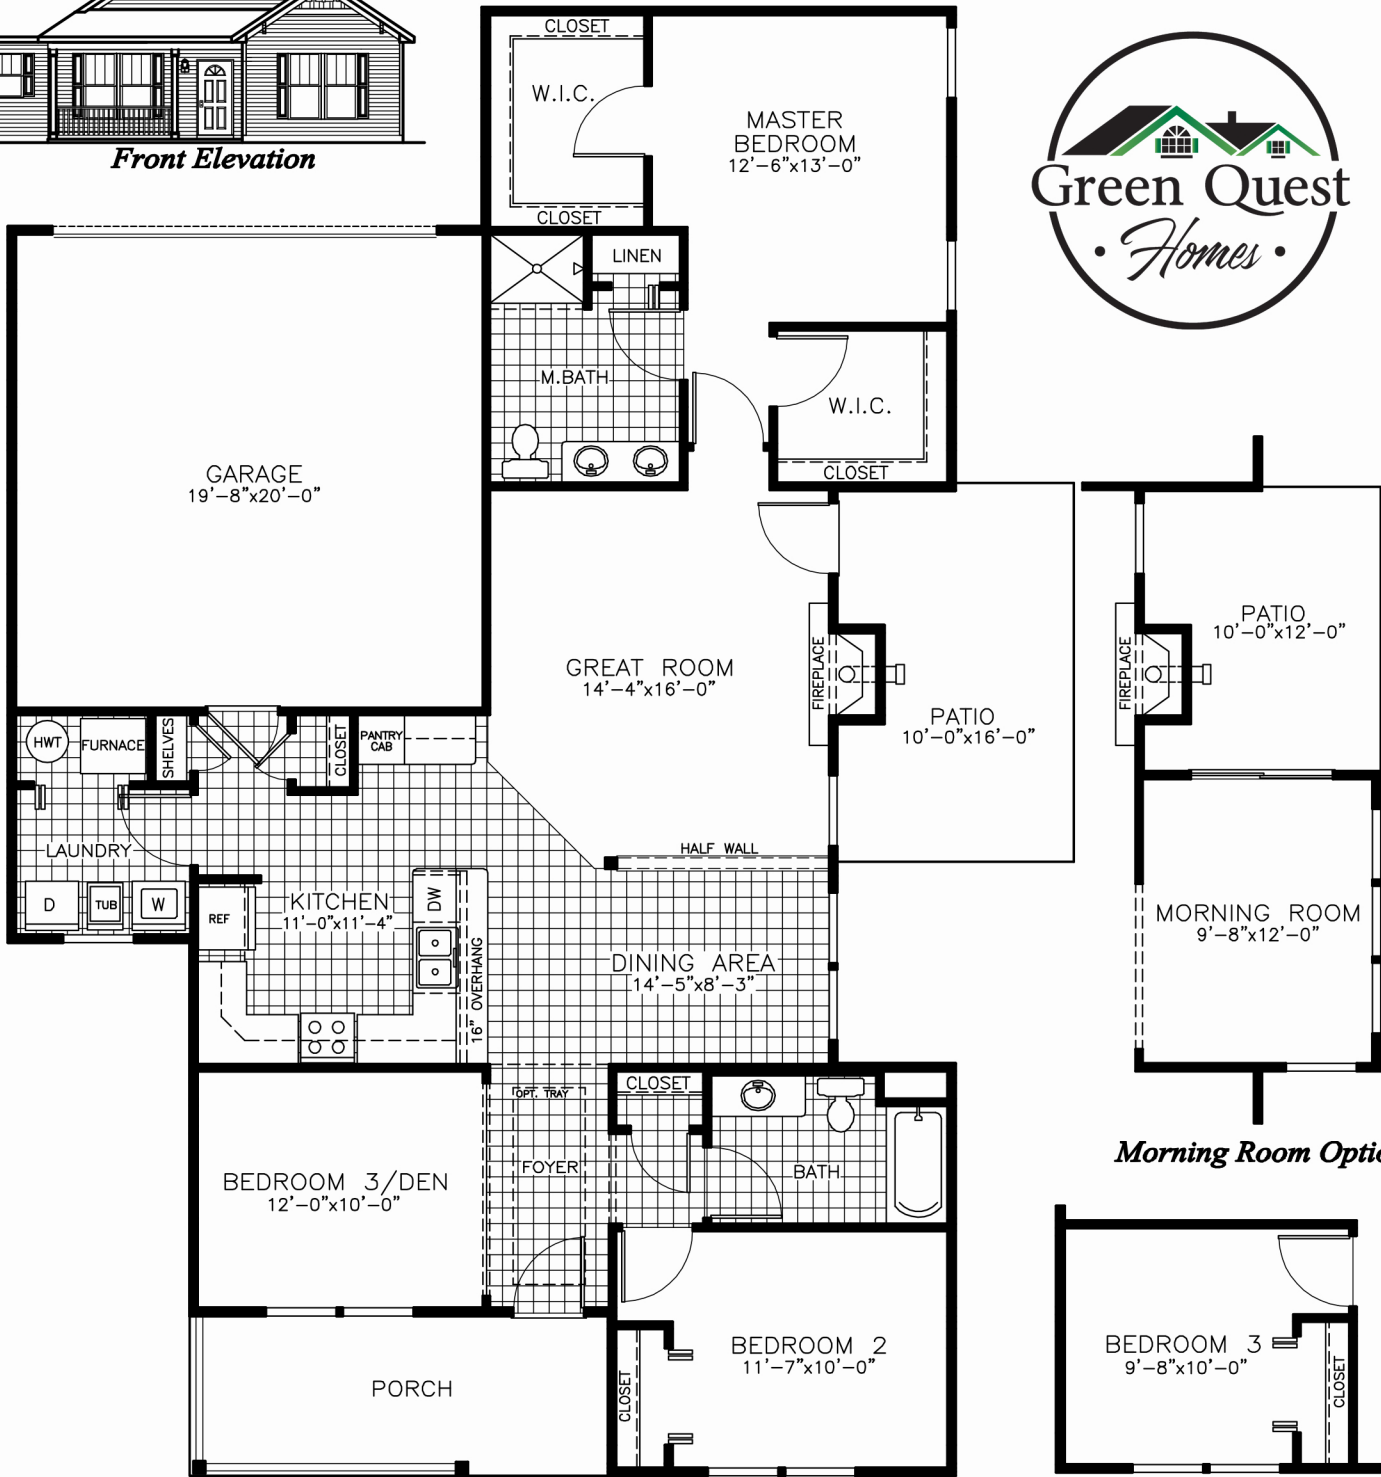 Front Elevation
CLOSET
W.I.C.
CLOSET
MASTER
BEDROOM
12'-6"x13'-0"
Green Quest
Homes
LINEN
M.BATH
W.I.C.
CLOSET
GARAGE
19'-8"x20'-0"
GREAT ROOM
14'-4"x16'-0"
FIREPLACE
PATIO
10'-0"x16'-0"
PATIO
10'-0"x12'-0"
FIREPLACE
HWT
FURNACE
SHELVES
CLOSET
PANTRY
CAB
LAUNDRY
D
TUB
W
REF
KITCHEN
11'-0"x11'-4"
DW
16" OVERHANG
HALF WALL
DINING AREA
14'-5"x8'-3"
MORNING ROOM
9'-8"x12'-0"
Morning Room Optio
OPT. TRAY
FOYER
CLOSET
BATH
BEDROOM 3/DEN
12'-0"x10'-0"
BEDROOM 2
11'-7"x10'-0"
CLOSET
PORCH
BEDROOM 3
9'-8"x10'-0"
CLOSET